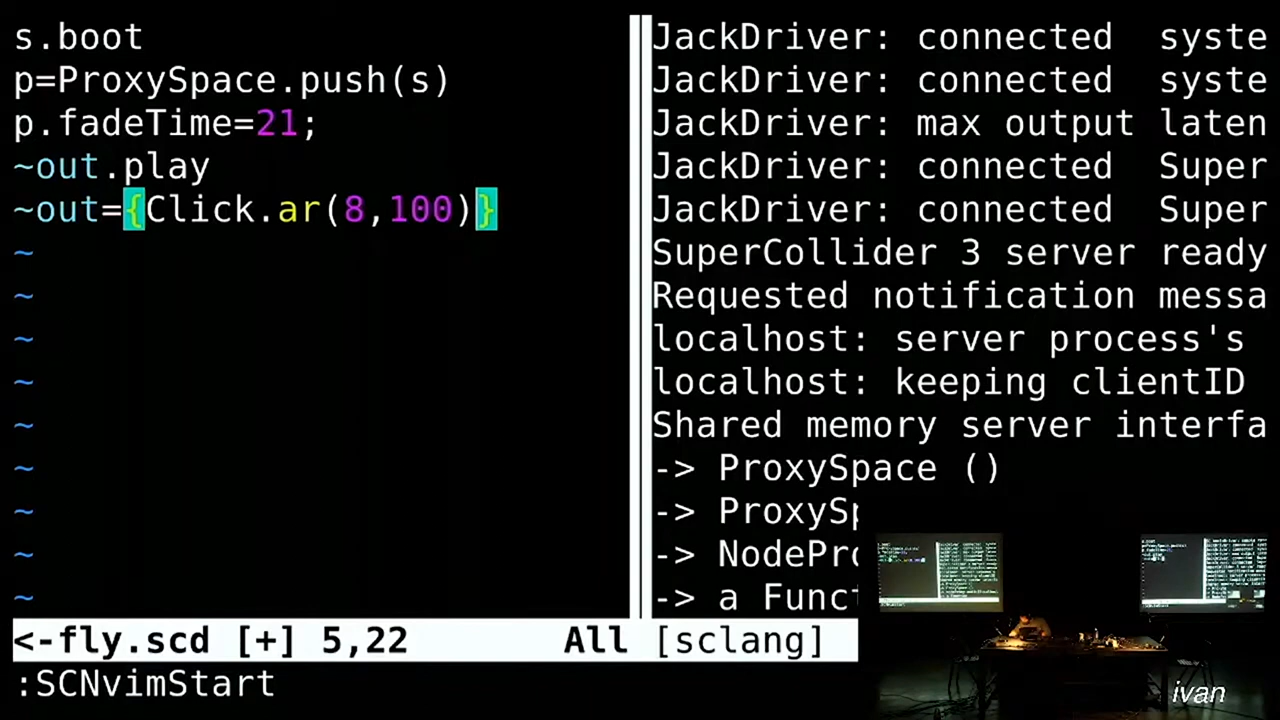 s.boot
p=ProxySpace.push(s)
p.fadeTime=21;
~out.play
~out={Click.ar(8,100)}
~
~
~
~
~
~
~
~
~
<-fly.scd [+] 5,22 All
:SCNvimStart
JackDriver: connected  syste
JackDriver: connected  syste
JackDriver: max output laten
JackDriver: connected  Super
JackDriver: connected  Super
SuperCollider 3 server ready
Requested notification messa
localhost: server process's
localhost: keeping clientID
Shared memory server interfa
-> ProxySpace ()
-> ProxySp
-> NodePro
-> a Funct
[sclang]
ivan